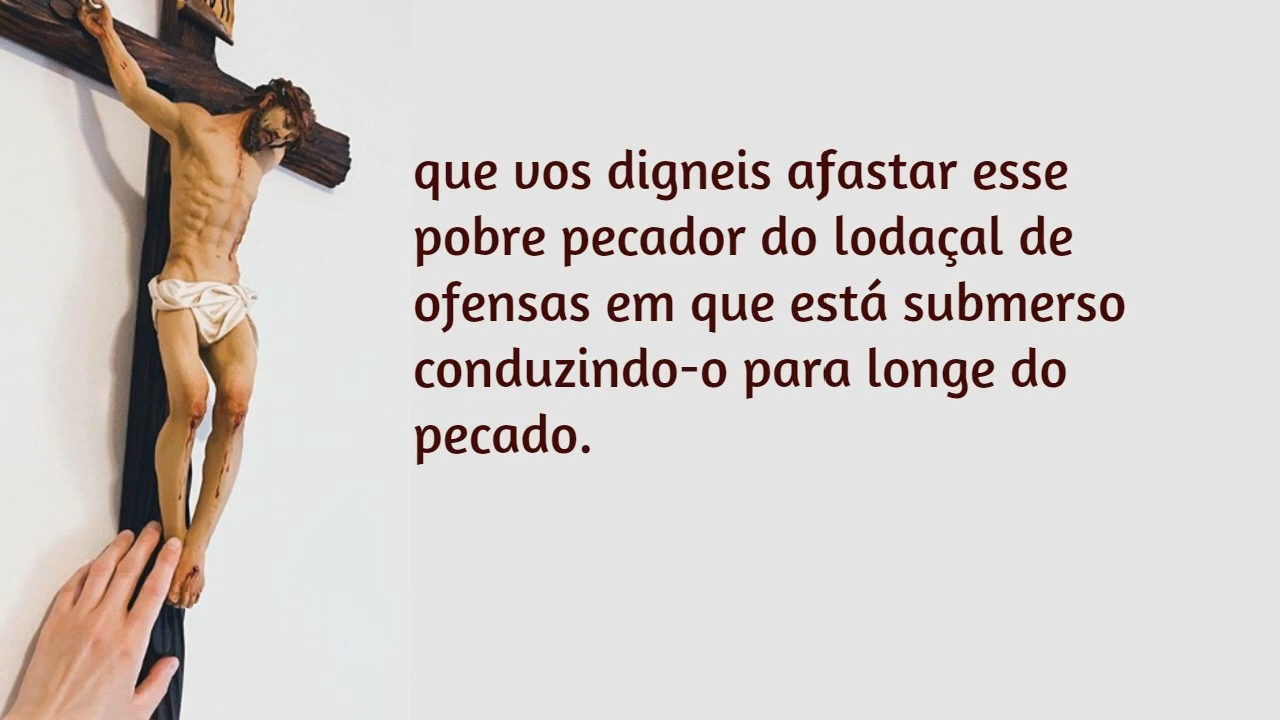 que vos digneis afastar esse
pobre pecador do lodaçal de
ofensas em que está submerso
conduzindo-o para longe do
pecado.